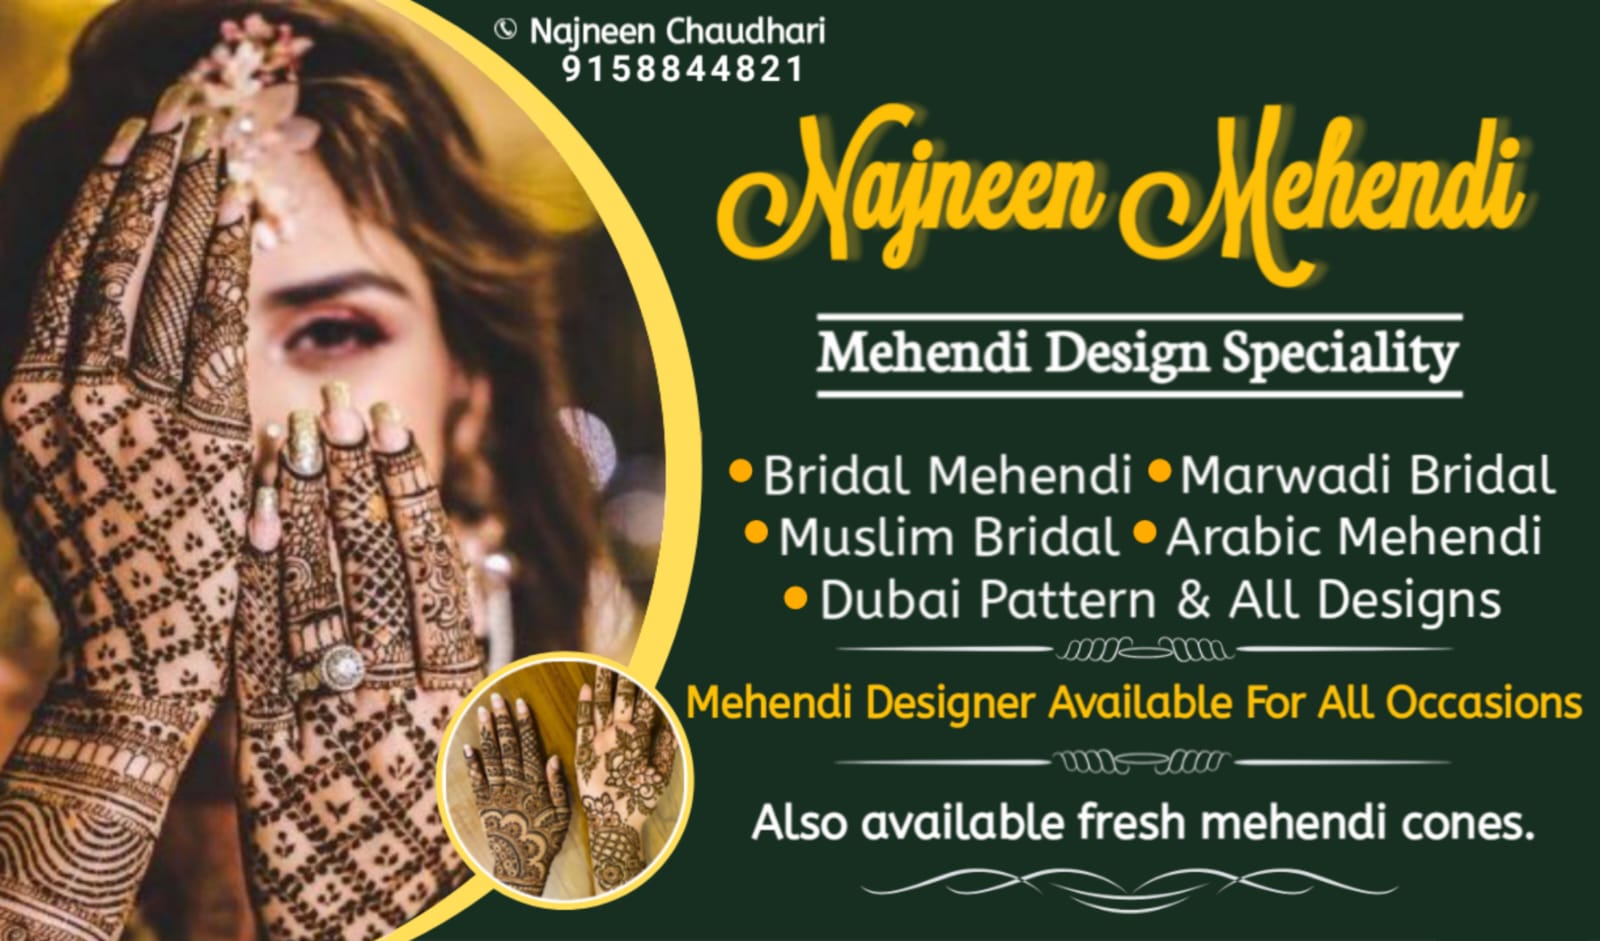 Najneen Chaudhari
9158844821
Najneen Mehendi
Mehendi Design Speciality
• Bridal Mehendi • Marwadi Bridal
• Muslim Bridal • Arabic Mehendi
• Dubai Pattern & All Designs
Mehendi Designer Available For All Occasions
Also available fresh mehendi cones.